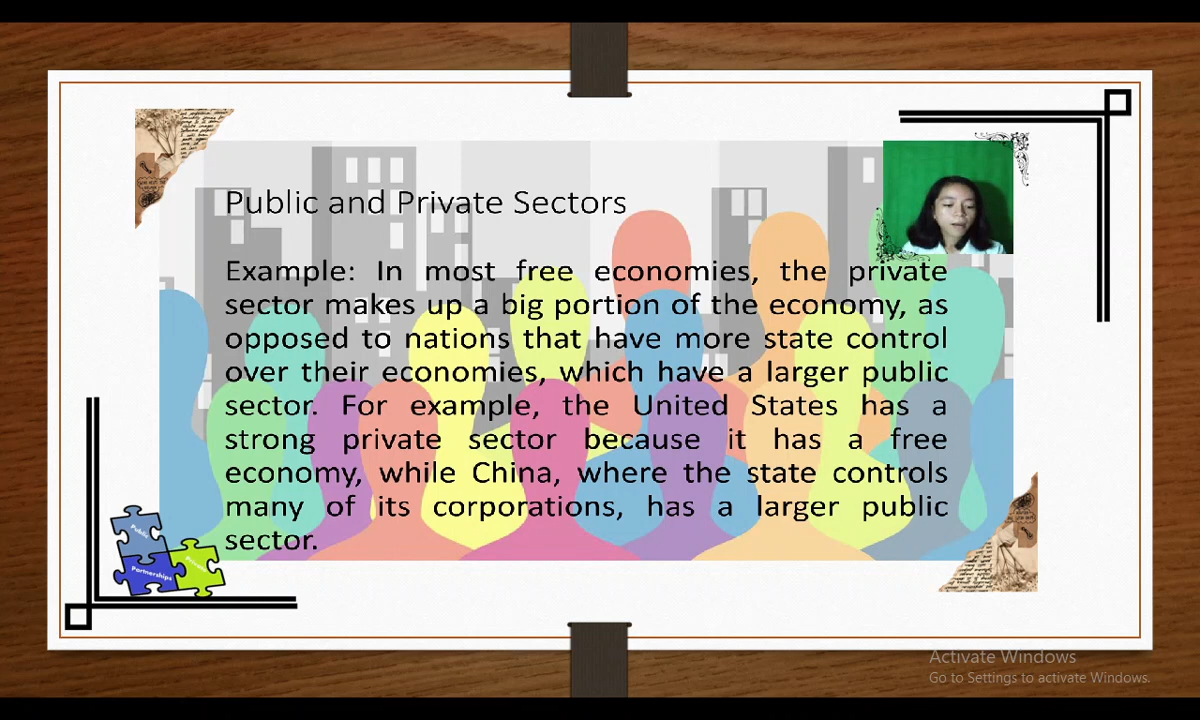 Public and Private Sectors
Example: In most free economies, the private
sector makes up a big portion of the economy, as
opposed to nations that have more state control
over their economies, which have a larger public
sector. For example, the United States has a
strong private sector because it has a free
economy, while China, where the state controls
many of its corporations, has a larger public
sector.
Public
Private
Partnerships
Activate Windows
Go to Settings to activate Windows.